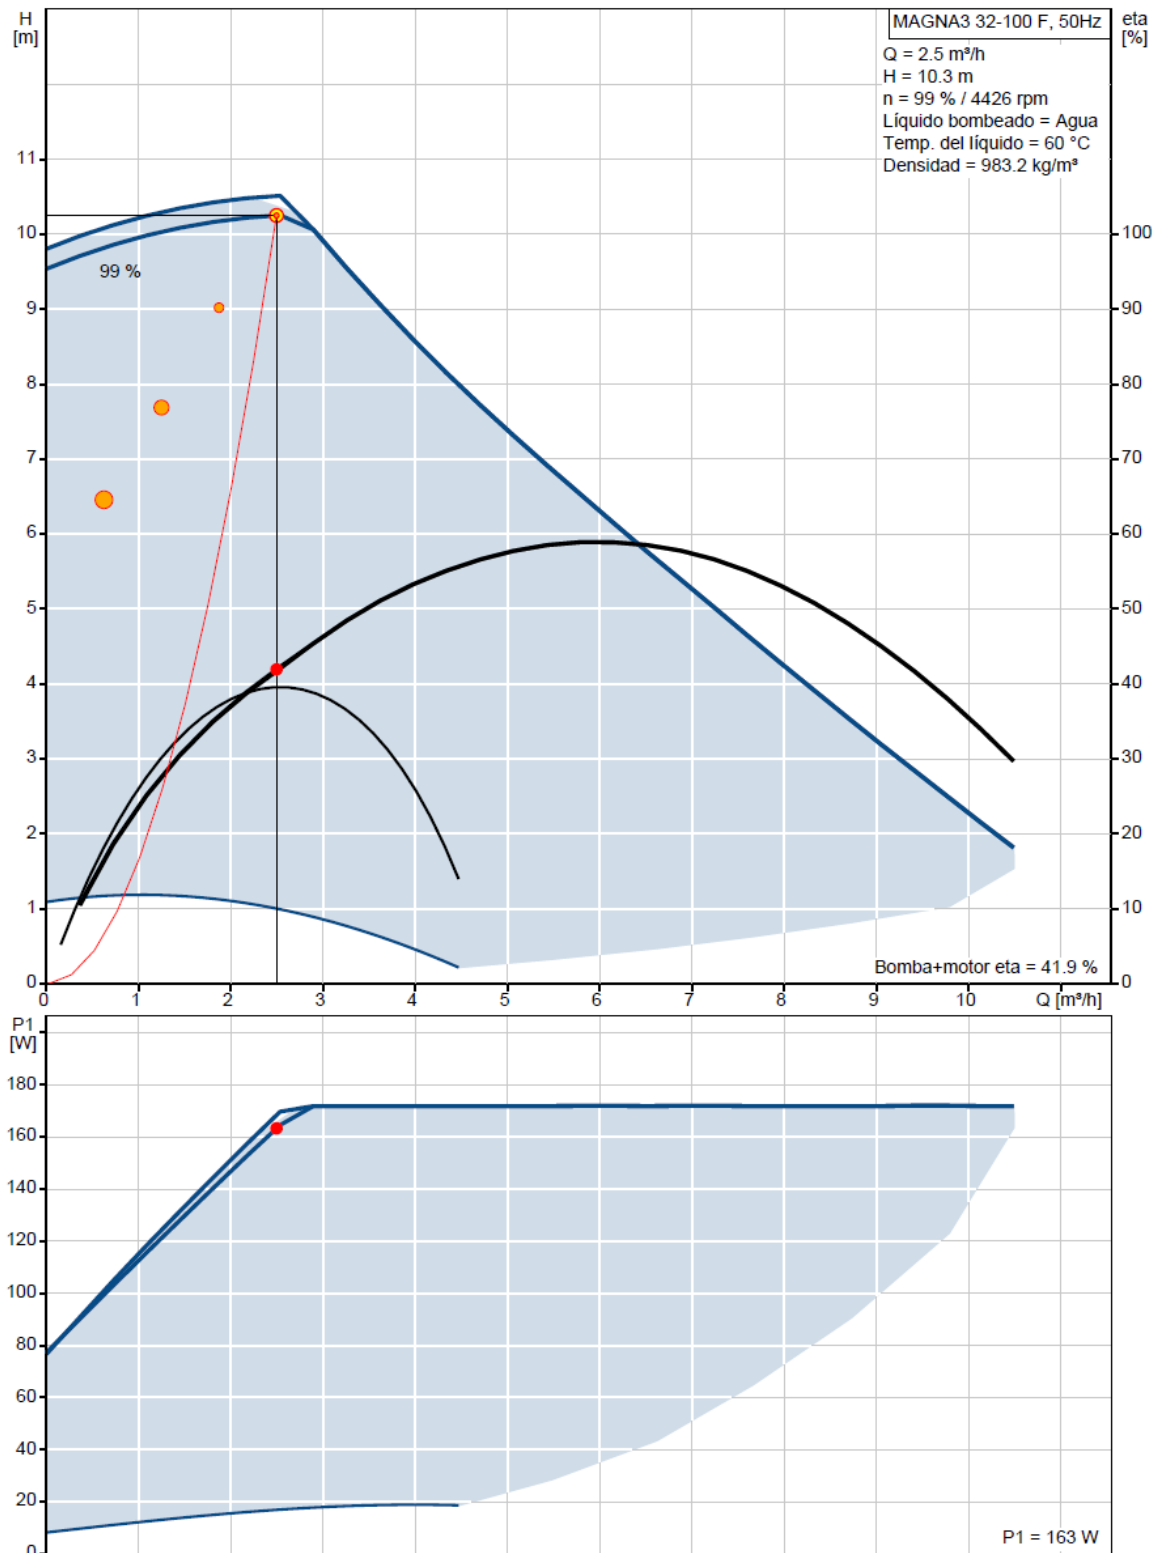 H
[m]
MAGNA3 32-100 F, 50Hz
eta
[%]
Q = 2.5 m³/h
H = 10.3 m
n = 99 % / 4426 rpm
Líquido bombeado = Agua
Temp. del líquido = 60 °C
Densidad = 983.2 kg/m³
11
10
100
99 %
9
90
8
80
7
70
6
60
5
50
4
40
3
30
2
20
1
10
Bomba+motor eta = 41.9 %
0
0
0 1 2 3 4 5 6 7 8 9 10 Q [m³/h]
P1
[W]
180
160
140
120
100
80
60
40
20
P1 = 163 W
0